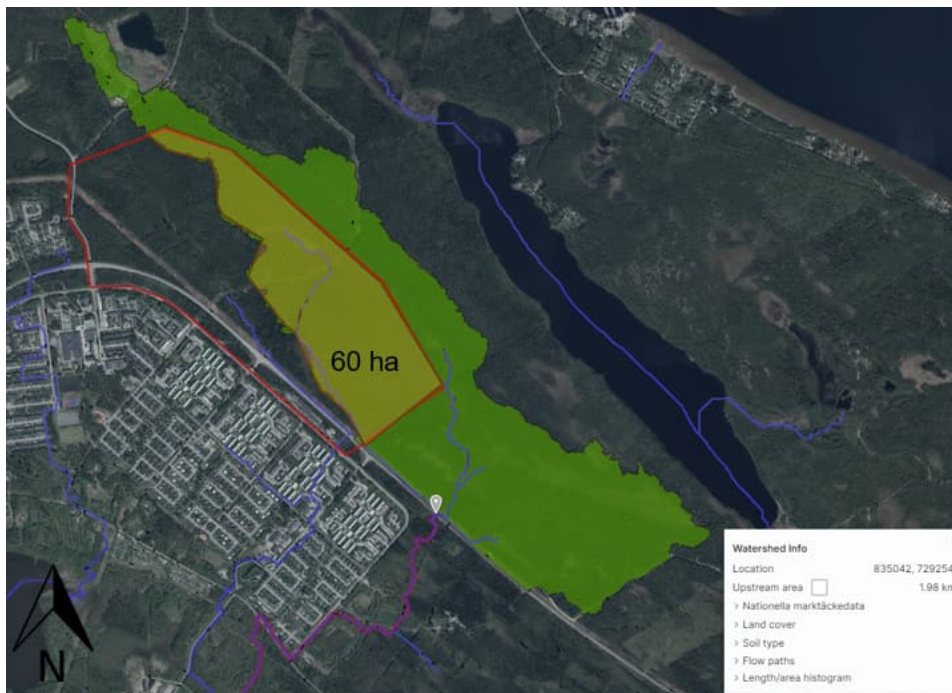 60 ha
N
Watershed Info
Location 835042, 729254
Upstream area 1.98 km
> Nationella marktäckedata
> Land cover
> Soil type
> Flow paths
> Length/area histogram